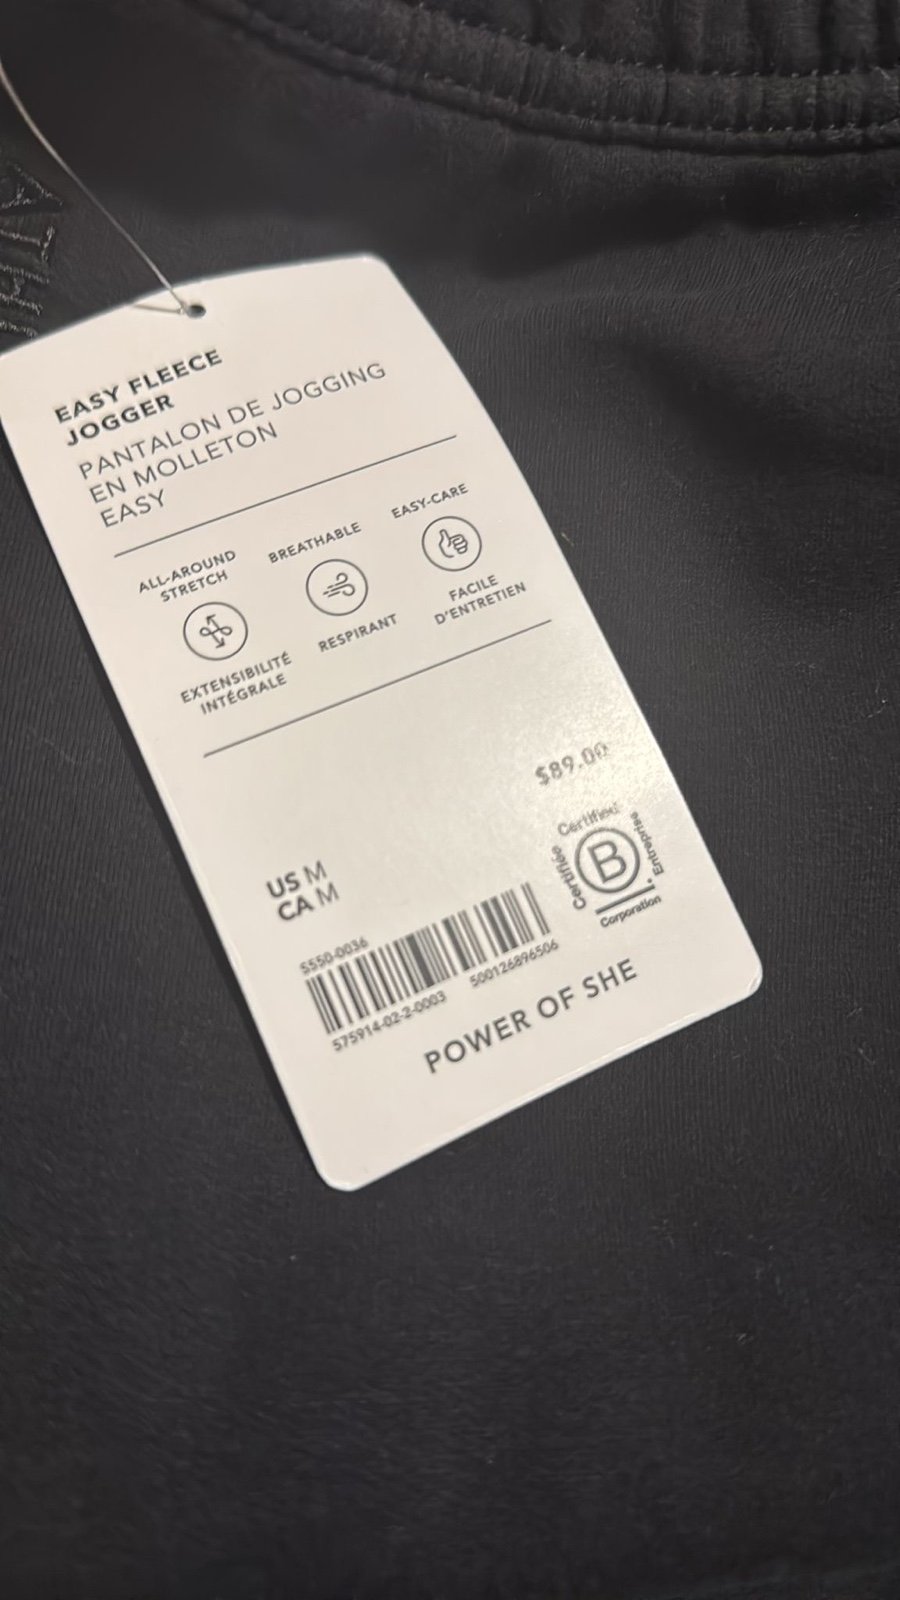 EASY FLEECE
JOGGER
PANTALON DE JOGGING
EN MOLLETON
EASY
ALL-AROUND
STRETCH
EXTENSIBILITÉ
INTÉGRALE
BREATHABLE
RESPIRANT
EASY-CARE
FACILE
D'ENTRETIEN
$89.00
US M
CA M
Certified
Certifiée
B
Entreprise
Corporation
5550-0036
575914-02-2-0003
500126896506
POWER OF SHE